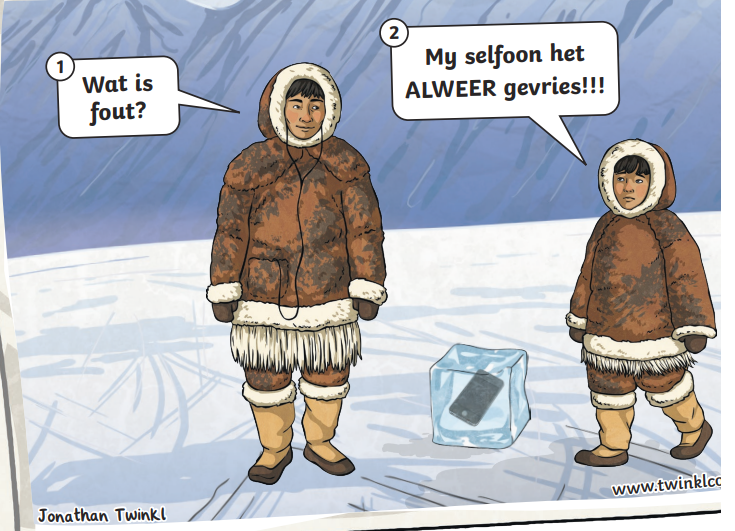 1
Wat is
fout?
2
My selfoon het
ALWEER gevries!!!
Jonathan Twinkl
www.twinklco